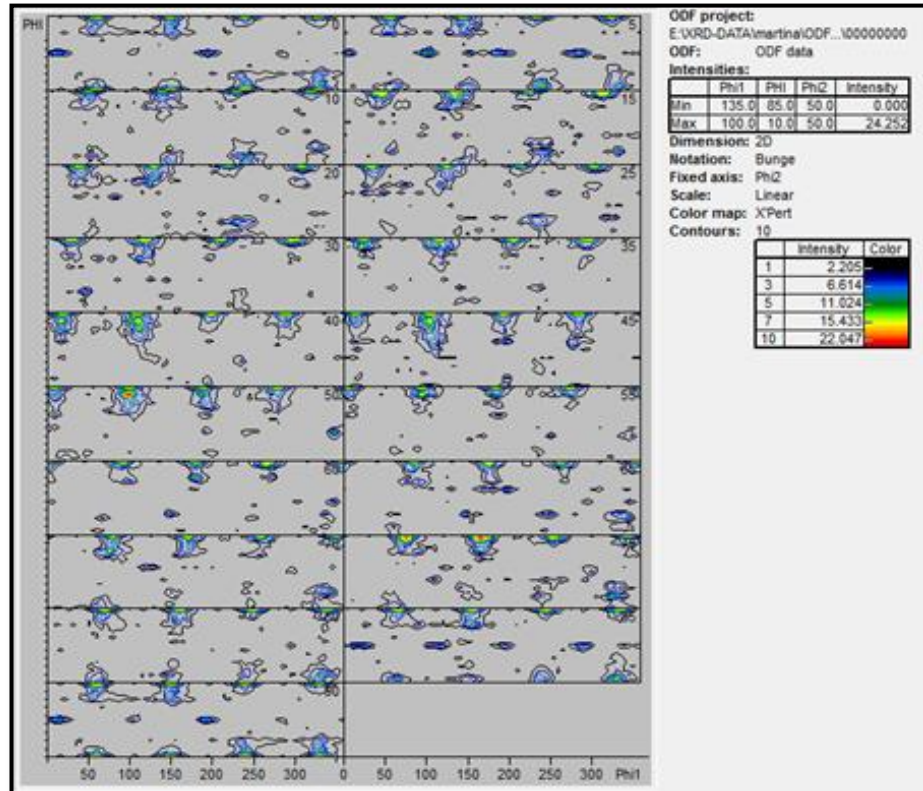 PHI
0
5
10
15
20
25
30
35
40
45
50
55
50 100 150 200 250 300 0 50 100 150 200 250 300 Phi1
ODF project:
E:\XRD-DATA\martina\ODF...\00000000
ODF: ODF data
Intensities:
Phi1 PHI Phi2 Intensity
Min 135.0 85.0 50.0 0.000
Max 100.0 10.0 50.0 24.252
Dimension: 2D
Notation: Bunge
Fixed axis: Phi2
Scale: Linear
Color map: X'Pert
Contours: 10
Intensity Color
1 2.205
3 6.614
5 11.024
7 15.433
10 22.047